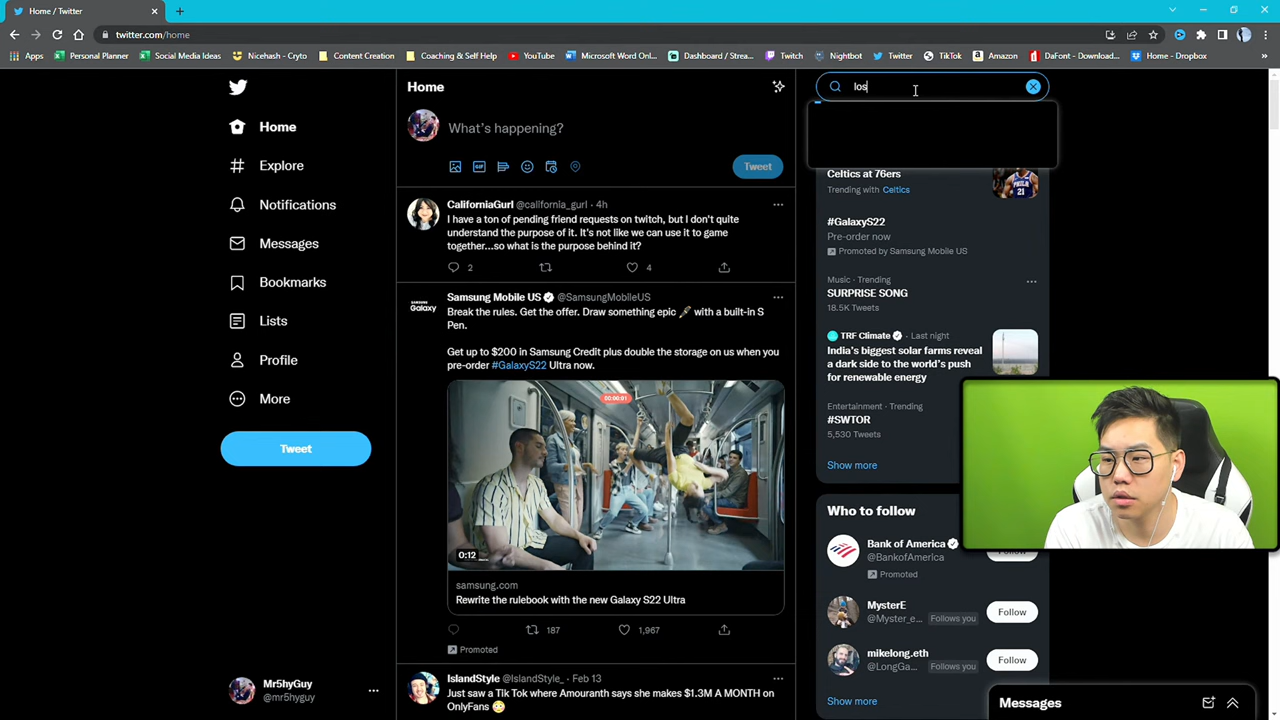 Home / Twitter
twitter.com/home
Apps
Personal Planner
Social Media Ideas
Nicehash - Cryto
Content Creation
Coaching & Self Help
YouTube
Microsoft Word Onl...
Dashboard / Strea...
Twitch
Nightbot
Twitter
TikTok
Amazon
DaFont - Download...
Home - Dropbox
Home
Explore
Notifications
Messages
Bookmarks
Lists
Profile
More
Tweet
Mr5hyGuy
@mr5hyguy
Home
What's happening?
GIF
Tweet
CaliforniaGurl @california_gurl · 4h
I have a ton of pending friend requests on twitch, but I don't quite
understand the purpose of it. It's not like we can use it to game
together...so what is the purpose behind it?
2
4
SAMSUNG
Galaxy
Samsung Mobile US @SamsungMobileUS
Break the rules. Get the offer. Draw something epic 🖋 with a built-in S
Pen.
Get up to $200 in Samsung Credit plus double the storage on us when you
pre-order #GalaxyS22 Ultra now.
00:00:01
0:12
samsung.com
Rewrite the rulebook with the new Galaxy S22 Ultra
187
1,967
Promoted
IslandStyle @IslandStyle_ · Feb 13
Just saw a Tik Tok where Amouranth says she makes $1.3M A MONTH on
OnlyFans 😳
los
Celtics at 76ers
Trending with Celtics
PHILA
21
#GalaxyS22
Pre-order now
Promoted by Samsung Mobile US
Music · Trending
SURPRISE SONG
18.5K Tweets
TRF Climate · Last night
India's biggest solar farms reveal
a dark side to the world's push
for renewable energy
Entertainment · Trending
#SWTOR
5,530 Tweets
Show more
Who to follow
Bank of America
@BankofAmerica
Follow
Promoted
MysterE
@Myster_e...
Follows you
Follow
mikelong.eth
@LongGa...
Follows you
Follow
Show more
Messages